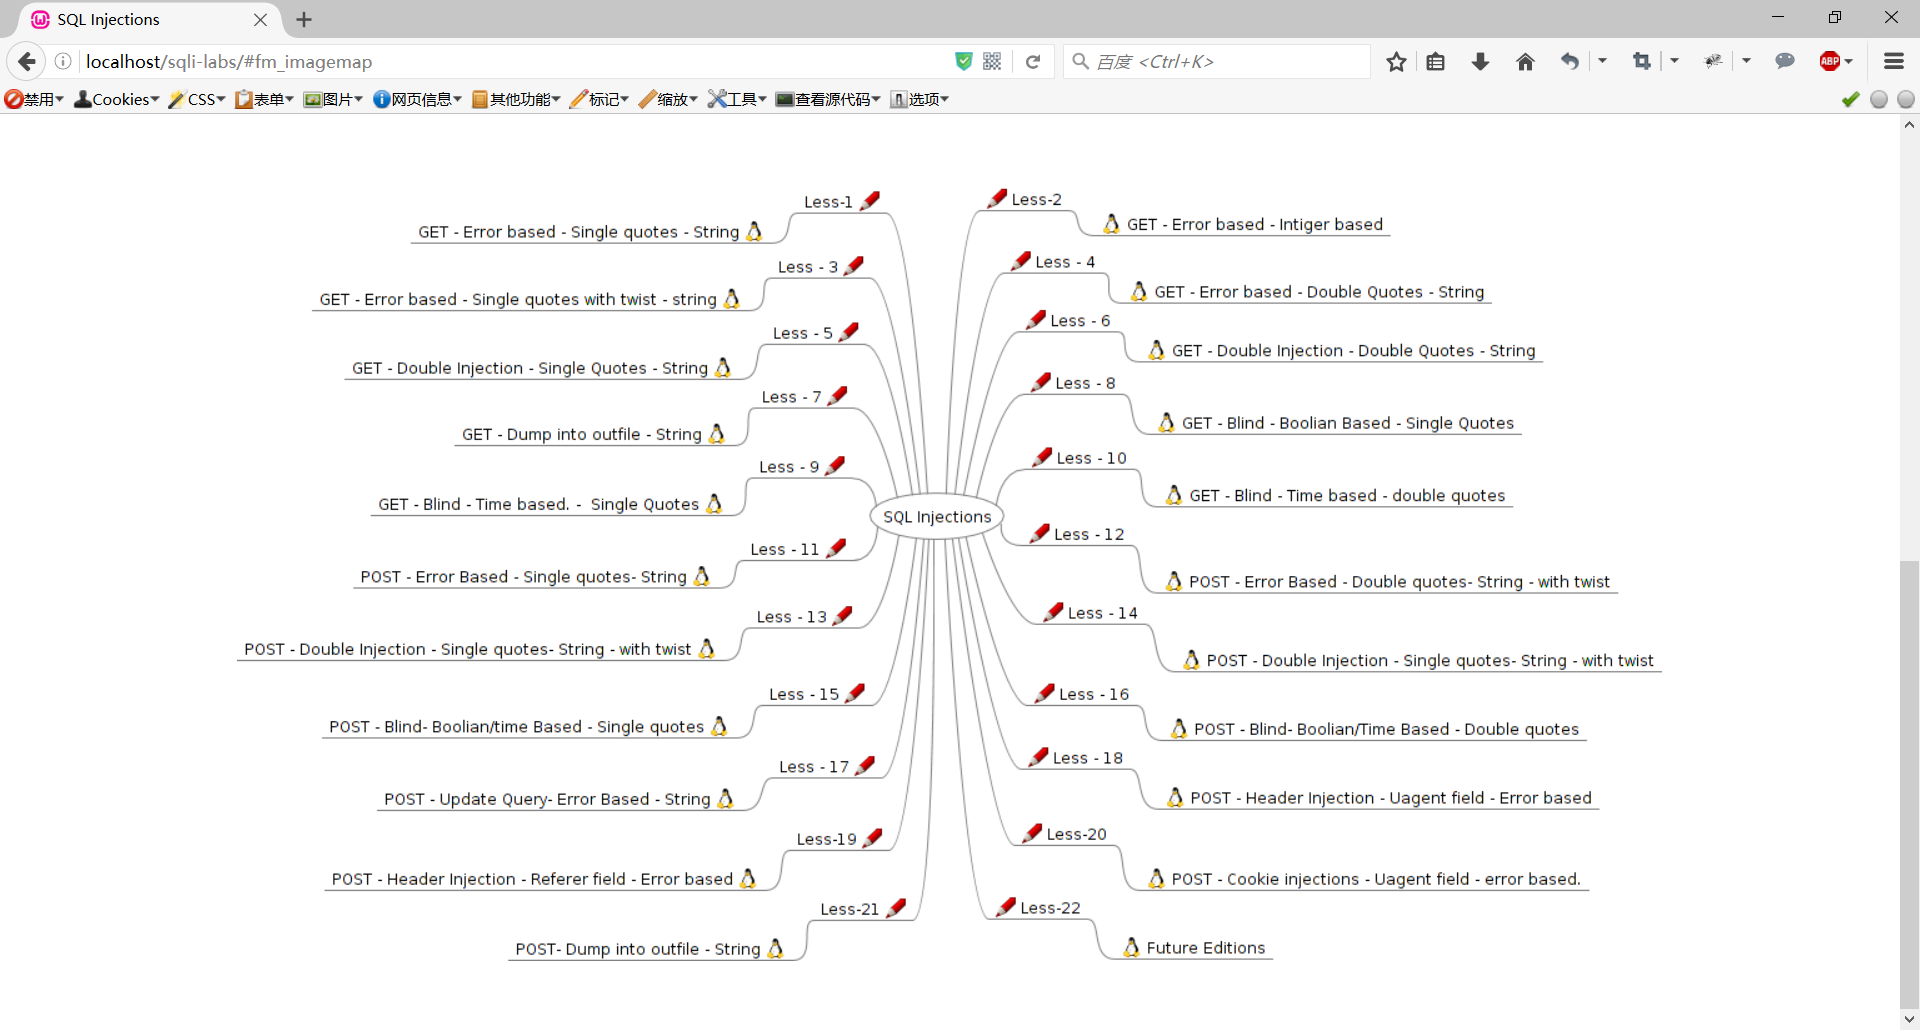 SQL Injections
localhost/sqli-labs/#fm_imagemap
百度 <Ctrl+K>
ABP
禁用 Cookies CSS 表单 图片 网页信息 其他功能 标记 缩放 工具 查看源代码 选项
Less-1
GET - Error based - Single quotes - String
Less - 3
GET - Error based - Single quotes with twist - string
Less - 5
GET - Double Injection - Single Quotes - String
Less - 7
GET - Dump into outfile - String
Less - 9
GET - Blind - Time based. - Single Quotes
Less - 11
POST - Error Based - Single quotes- String
Less - 13
POST - Double Injection - Single quotes- String - with twist
Less - 15
POST - Blind- Boolian/time Based - Single quotes
Less - 17
POST - Update Query- Error Based - String
Less-19
POST - Header Injection - Referer field - Error based
Less-21
POST- Dump into outfile - String
SQL Injections
Less-2
GET - Error based - Intiger based
Less - 4
GET - Error based - Double Quotes - String
Less - 6
GET - Double Injection - Double Quotes - String
Less - 8
GET - Blind - Boolian Based - Single Quotes
Less - 10
GET - Blind - Time based - double quotes
Less - 12
POST - Error Based - Double quotes- String - with twist
Less - 14
POST - Double Injection - Single quotes- String - with twist
Less - 16
POST - Blind- Boolian/Time Based - Double quotes
Less - 18
POST - Header Injection - Uagent field - Error based
Less-20
POST - Cookie injections - Uagent field - error based.
Less-22
Future Editions